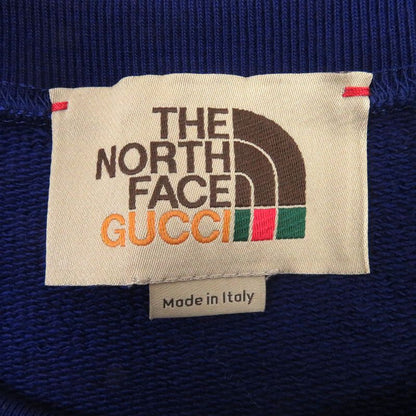 THE
NORTH
FACE
GUCCI
Made in Italy